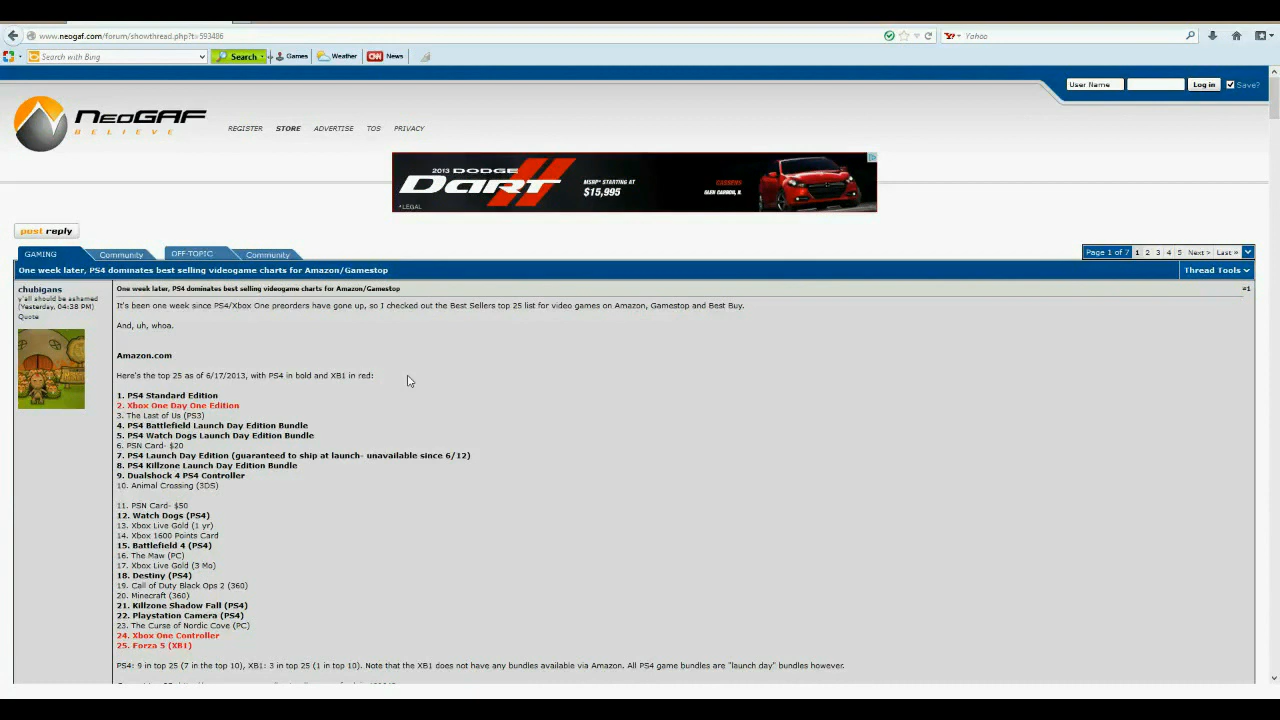 www.neogaf.com/forum/showthread.php?t=593486
Yahoo
Search with Bing
Search
Games
Weather
CNN News
User Name
Log in
Save?
NeoGAF
BELIEVE
REGISTER STORE ADVERTISE TOS PRIVACY
2013 DODGE
DART
MSRP* STARTING AT
$15,995
*LEGAL
CASSENS
GLEN CARBON, IL
post reply
GAMING Community OFF-TOPIC Community
Page 1 of 7 1 2 3 4 5 Next > Last »
One week later, PS4 dominates best selling videogame charts for Amazon/Gamestop
Thread Tools
chubigans
y'all should be ashamed
(Yesterday, 04:38 PM)
Quote
One week later, PS4 dominates best selling videogame charts for Amazon/Gamestop
#1
It's been one week since PS4/Xbox One preorders have gone up, so I checked out the Best Sellers top 25 list for video games on Amazon, Gamestop and Best Buy.
And, uh, whoa.
Amazon.com
Here's the top 25 as of 6/17/2013, with PS4 in bold and XB1 in red:
1. PS4 Standard Edition
2. Xbox One Day One Edition
3. The Last of Us (PS3)
4. PS4 Battlefield Launch Day Edition Bundle
5. PS4 Watch Dogs Launch Day Edition Bundle
6. PSN Card- $20
7. PS4 Launch Day Edition (guaranteed to ship at launch- unavailable since 6/12)
8. PS4 Killzone Launch Day Edition Bundle
9. Dualshock 4 PS4 Controller
10. Animal Crossing (3DS)
11. PSN Card- $50
12. Watch Dogs (PS4)
13. Xbox Live Gold (1 yr)
14. Xbox 1600 Points Card
15. Battlefield 4 (PS4)
16. The Maw (PC)
17. Xbox Live Gold (3 Mo)
18. Destiny (PS4)
19. Call of Duty Black Ops 2 (360)
20. Minecraft (360)
21. Killzone Shadow Fall (PS4)
22. Playstation Camera (PS4)
23. The Curse of Nordic Cove (PC)
24. Xbox One Controller
25. Forza 5 (XB1)
PS4: 9 in top 25 (7 in the top 10), XB1: 3 in top 25 (1 in top 10). Note that the XB1 does not have any bundles available via Amazon. All PS4 game bundles are "launch day" bundles however.